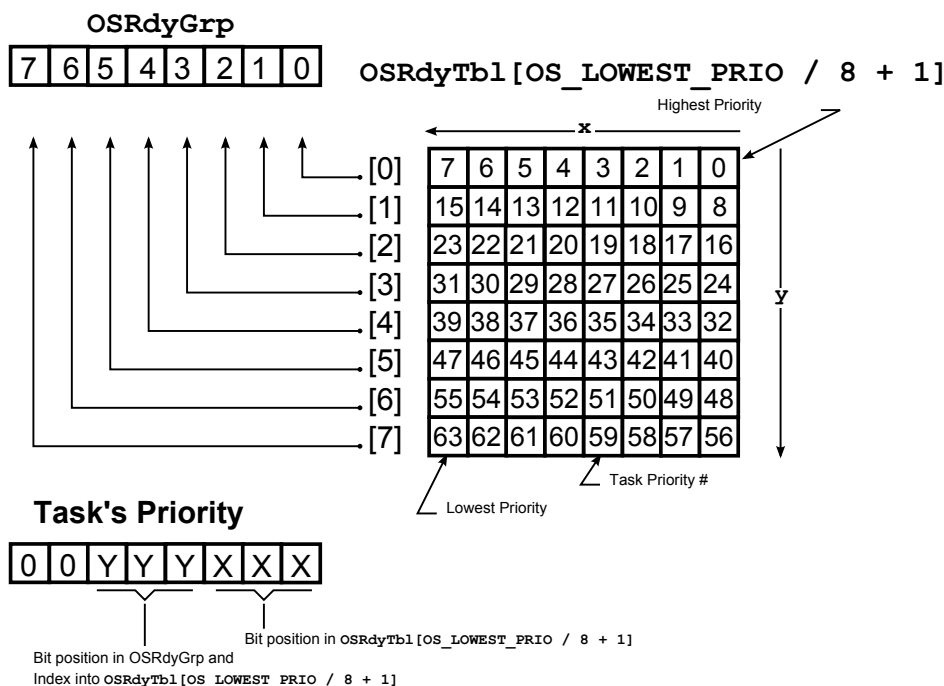 OSRdyGrp
7 6 5 4 3 2 1 0
OSRdyTbl[OS_LOWEST_PRIO / 8 + 1]
Highest Priority
x
[0] 7 6 5 4 3 2 1 0
[1] 15 14 13 12 11 10 9 8
[2] 23 22 21 20 19 18 17 16
[3] 31 30 29 28 27 26 25 24
y
[4] 39 38 37 36 35 34 33 32
[5] 47 46 45 44 43 42 41 40
[6] 55 54 53 52 51 50 49 48
[7] 63 62 61 60 59 58 57 56
Task Priority #
Lowest Priority
Task's Priority
0 0 Y Y Y X X X
Bit position in OSRdyTbl[OS_LOWEST_PRIO / 8 + 1]
Bit position in OSRdyGrp and
Index into OSRdyTbl[OS_LOWEST_PRIO / 8 + 1]